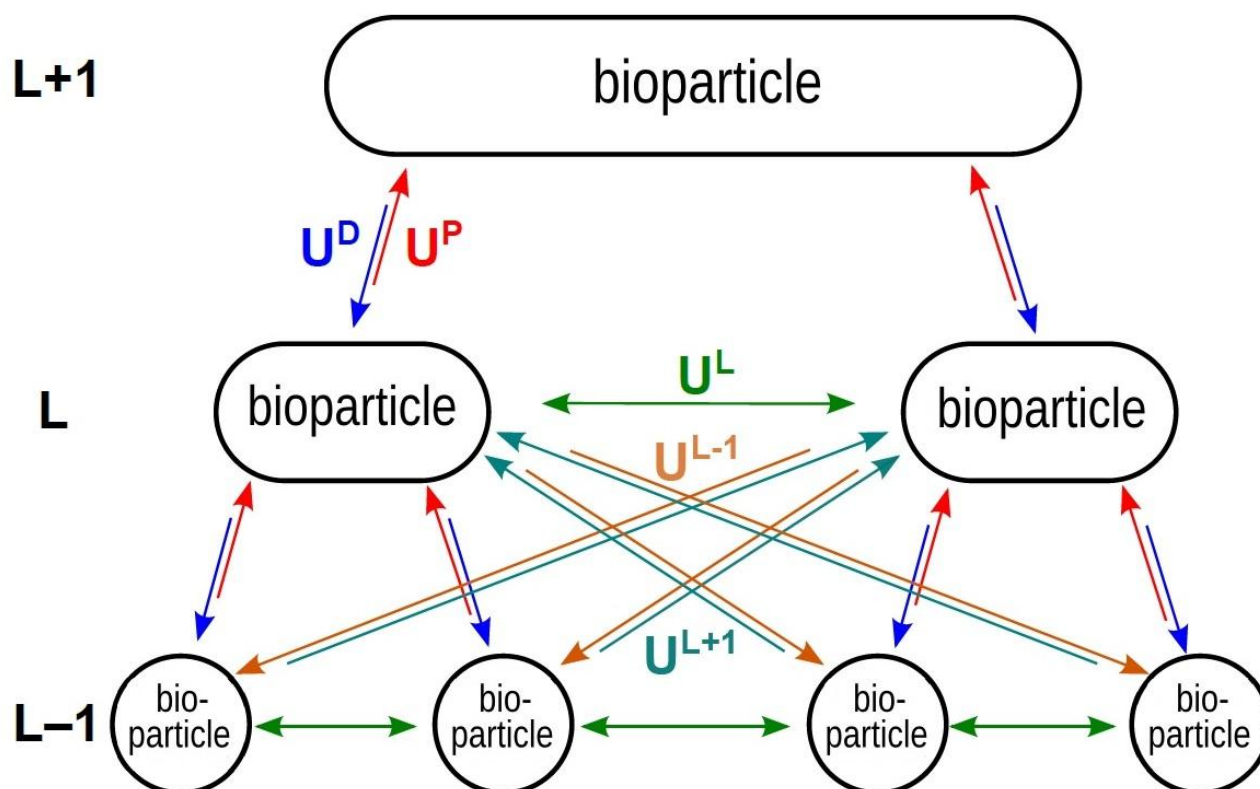 L+1
bioparticle
U^D
U^P
U^L
L
bioparticle
bioparticle
U^L-1
U^L+1
L–1
bio-
particle
bio-
particle
bio-
particle
bio-
particle